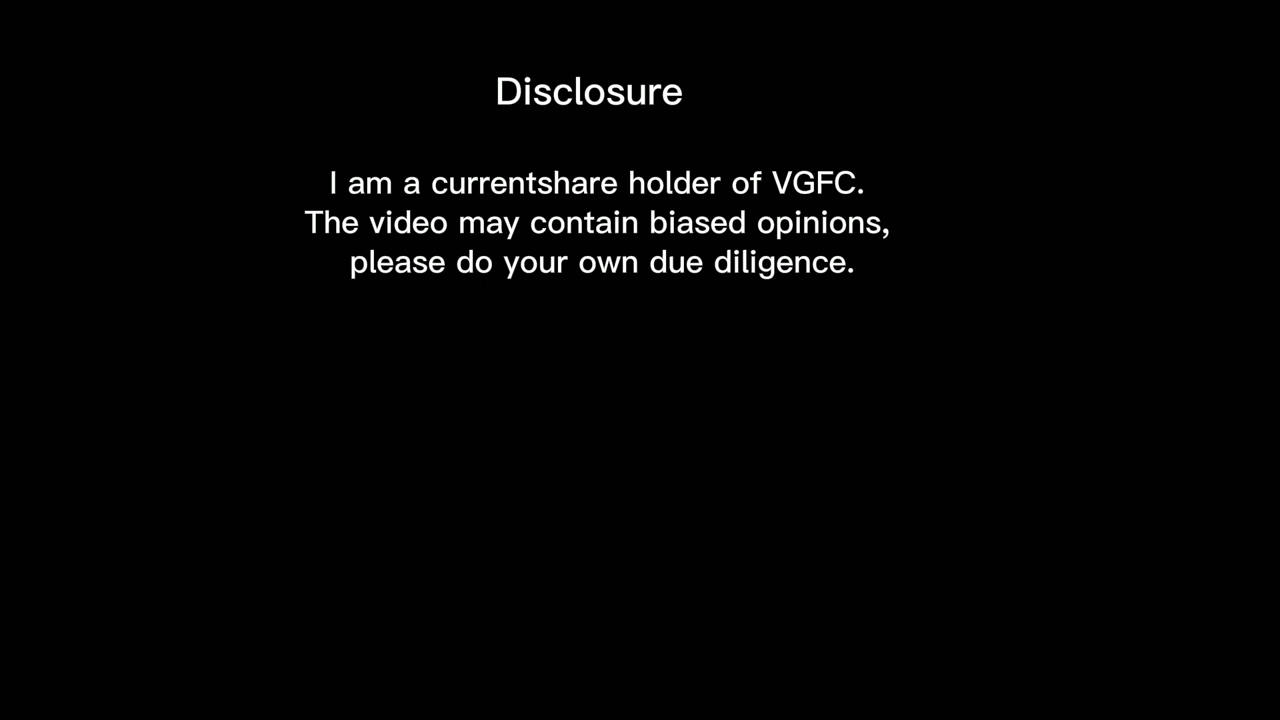 Disclosure
I am a currentshare holder of VGFC.
The video may contain biased opinions,
please do your own due diligence.